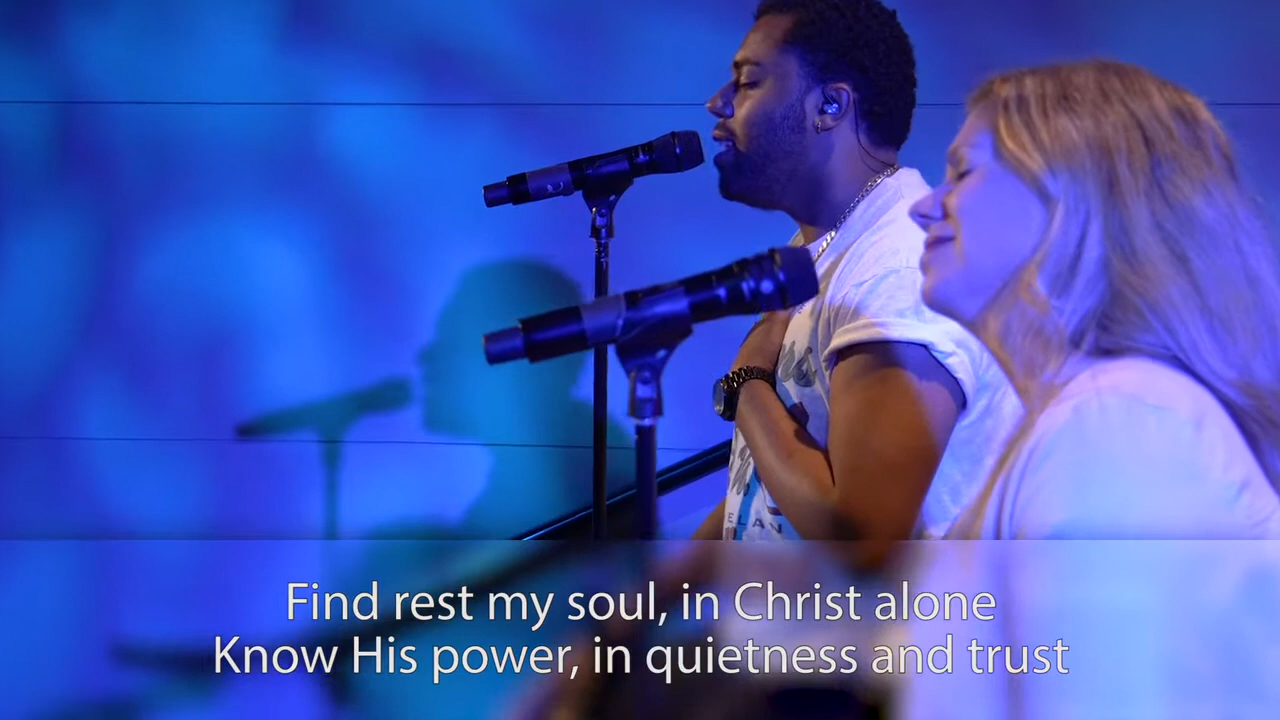 Find rest my soul, in Christ alone
Know His power, in quietness and trust